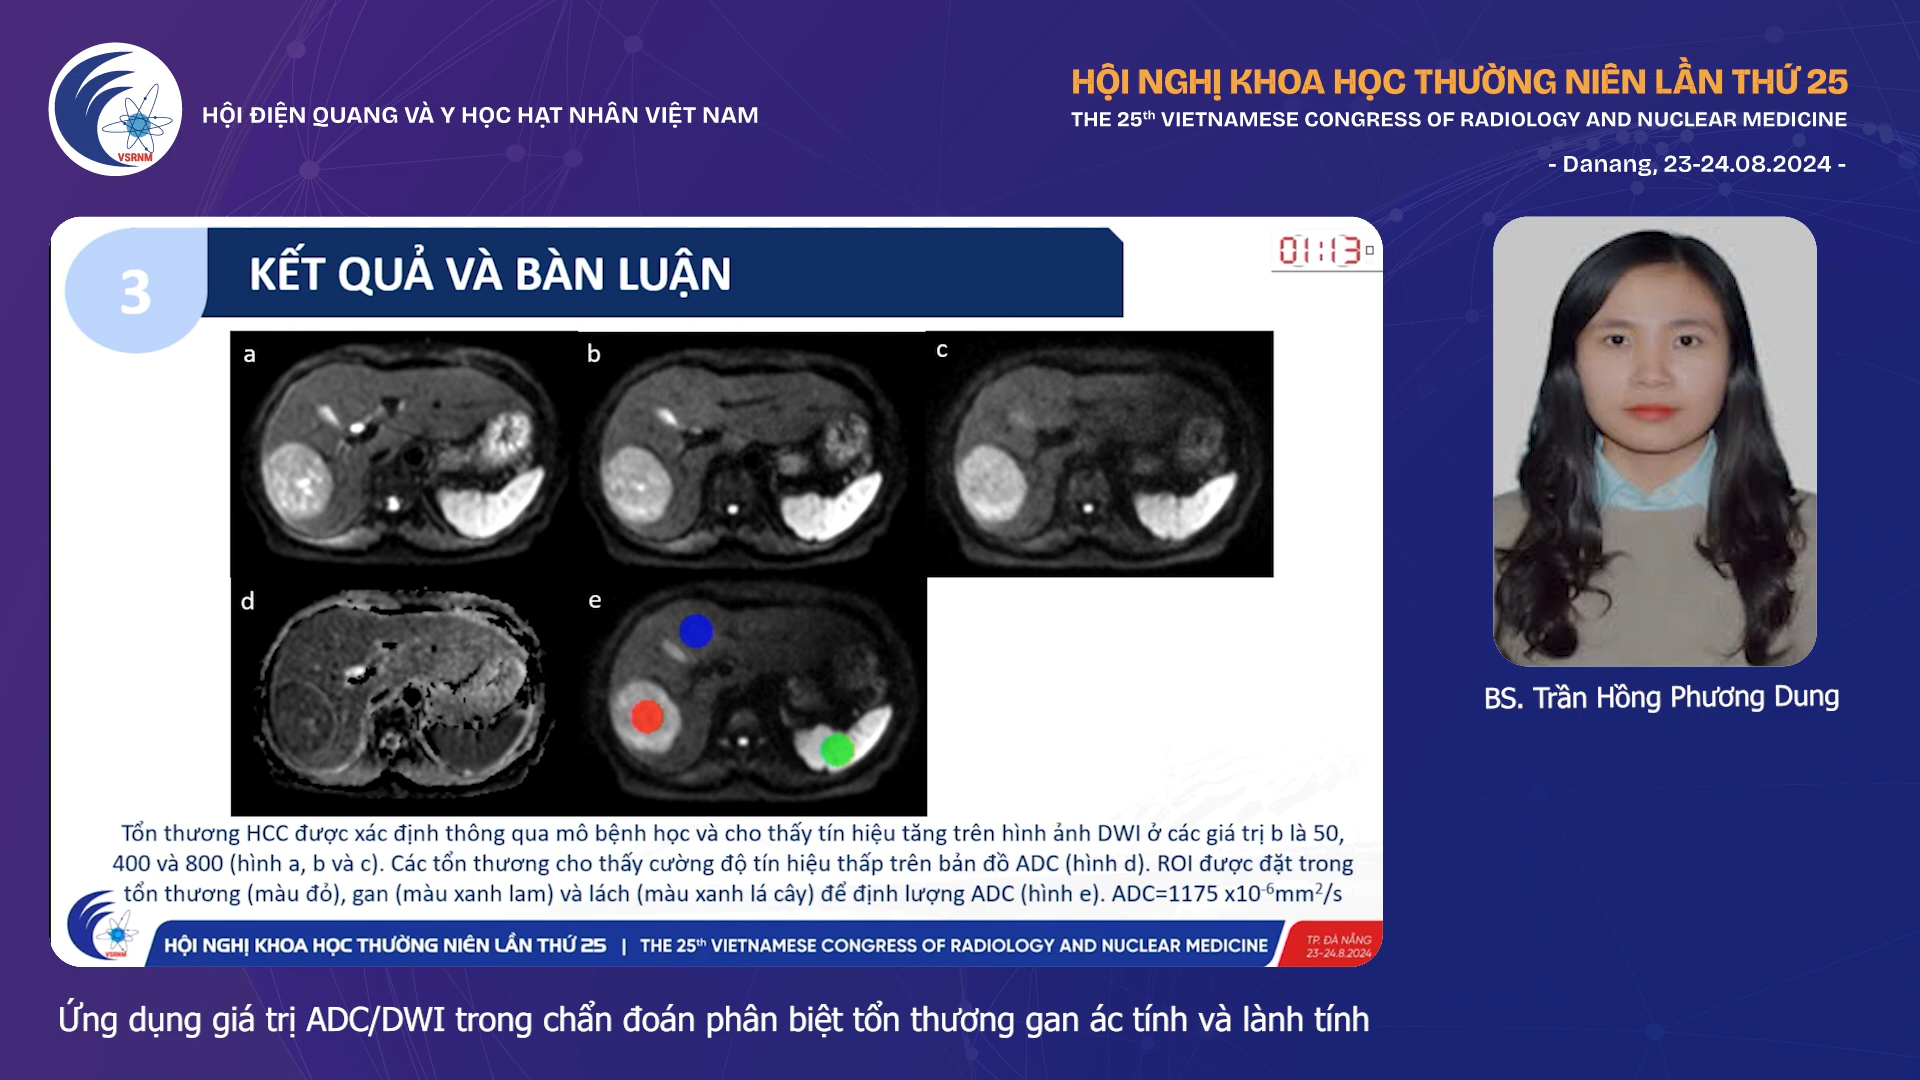 VSRNM
HỘI ĐIỆN QUANG VÀ Y HỌC HẠT NHÂN VIỆT NAM
HỘI NGHỊ KHOA HỌC THƯỜNG NIÊN LẦN THỨ 25
THE 25th VIETNAMESE CONGRESS OF RADIOLOGY AND NUCLEAR MEDICINE
- Danang, 23-24.08.2024 -
3
KẾT QUẢ VÀ BÀN LUẬN
01:13
a
b
c
d
e
Tổn thương HCC được xác định thông qua mô bệnh học và cho thấy tín hiệu tăng trên hình ảnh DWI ở các giá trị b là 50,
400 và 800 (hình a, b và c). Các tổn thương cho thấy cường độ tín hiệu thấp trên bản đồ ADC (hình d). ROI được đặt trong
tổn thương (màu đỏ), gan (màu xanh lam) và lách (màu xanh lá cây) để định lượng ADC (hình e). ADC=1175 x10-6mm2/s
VSRNM
HỘI NGHỊ KHOA HỌC THƯỜNG NIÊN LẦN THỨ 25 | THE 25th VIETNAMESE CONGRESS OF RADIOLOGY AND NUCLEAR MEDICINE
TP. ĐÀ NẴNG
23-24.8.2024
BS. Trần Hồng Phương Dung
Ứng dụng giá trị ADC/DWI trong chẩn đoán phân biệt tổn thương gan ác tính và lành tính